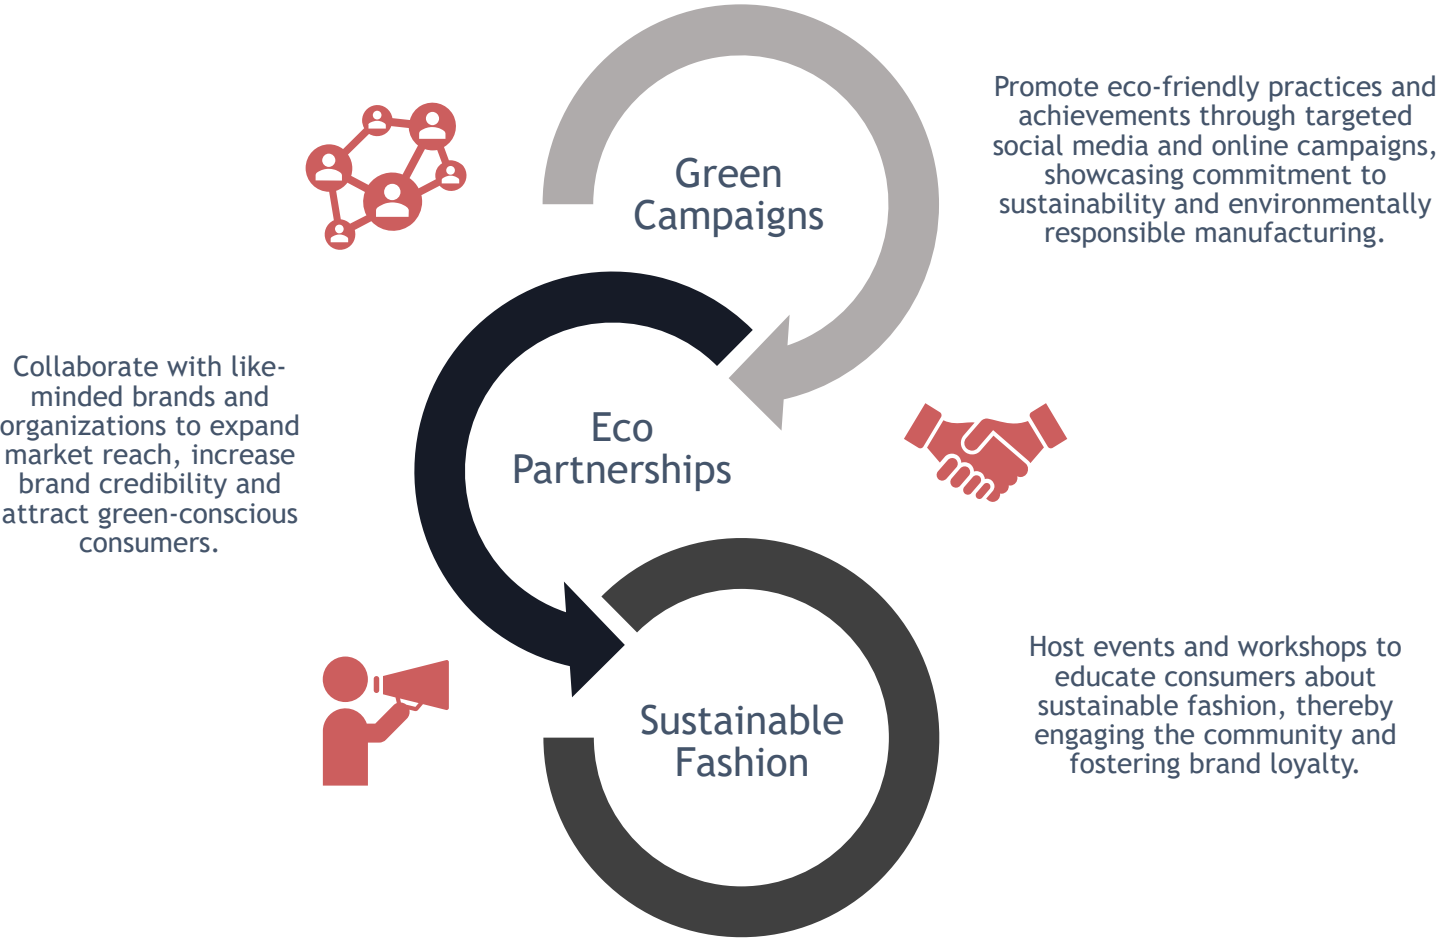 Green
Campaigns
Promote eco-friendly practices and
achievements through targeted
social media and online campaigns,
showcasing commitment to
sustainability and environmentally
responsible manufacturing.
Collaborate with like-
minded brands and
organizations to expand
market reach, increase
brand credibility and
attract green-conscious
consumers.
Eco
Partnerships
Sustainable
Fashion
Host events and workshops to
educate consumers about
sustainable fashion, thereby
engaging the community and
fostering brand loyalty.